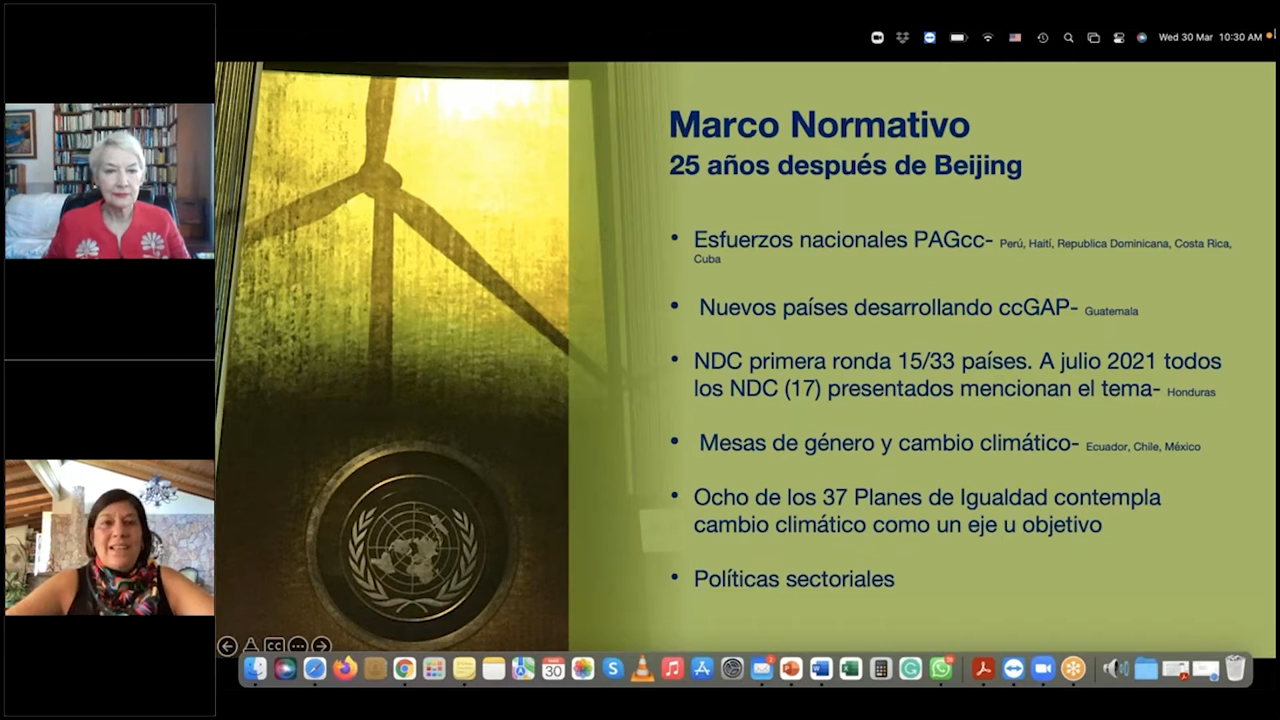 Wed 30 Mar 10:30 AM
Marco Normativo
25 años después de Beijing
• Esfuerzos nacionales PAGcc- Perú, Haití, Republica Dominicana, Costa Rica,
Cuba
• Nuevos países desarrollando ccGAP- Guatemala
• NDC primera ronda 15/33 países. A julio 2021 todos
los NDC (17) presentados mencionan el tema- Honduras
• Mesas de género y cambio climático- Ecuador, Chile, México
• Ocho de los 37 Planes de Igualdad contempla
cambio climático como un eje u objetivo
• Políticas sectoriales
CC
30